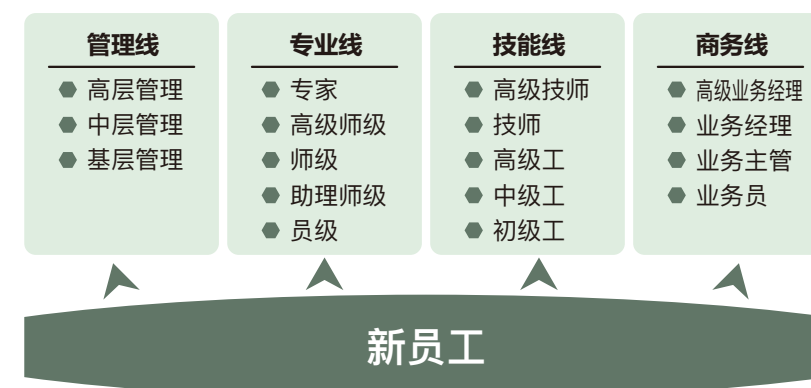 管理线
高层管理
中层管理
基层管理
专业线
专家
高级师级
师级
助理师级
员级
技能线
高级技师
技师
高级工
中级工
初级工
商务线
高级业务经理
业务经理
业务主管
业务员
新员工